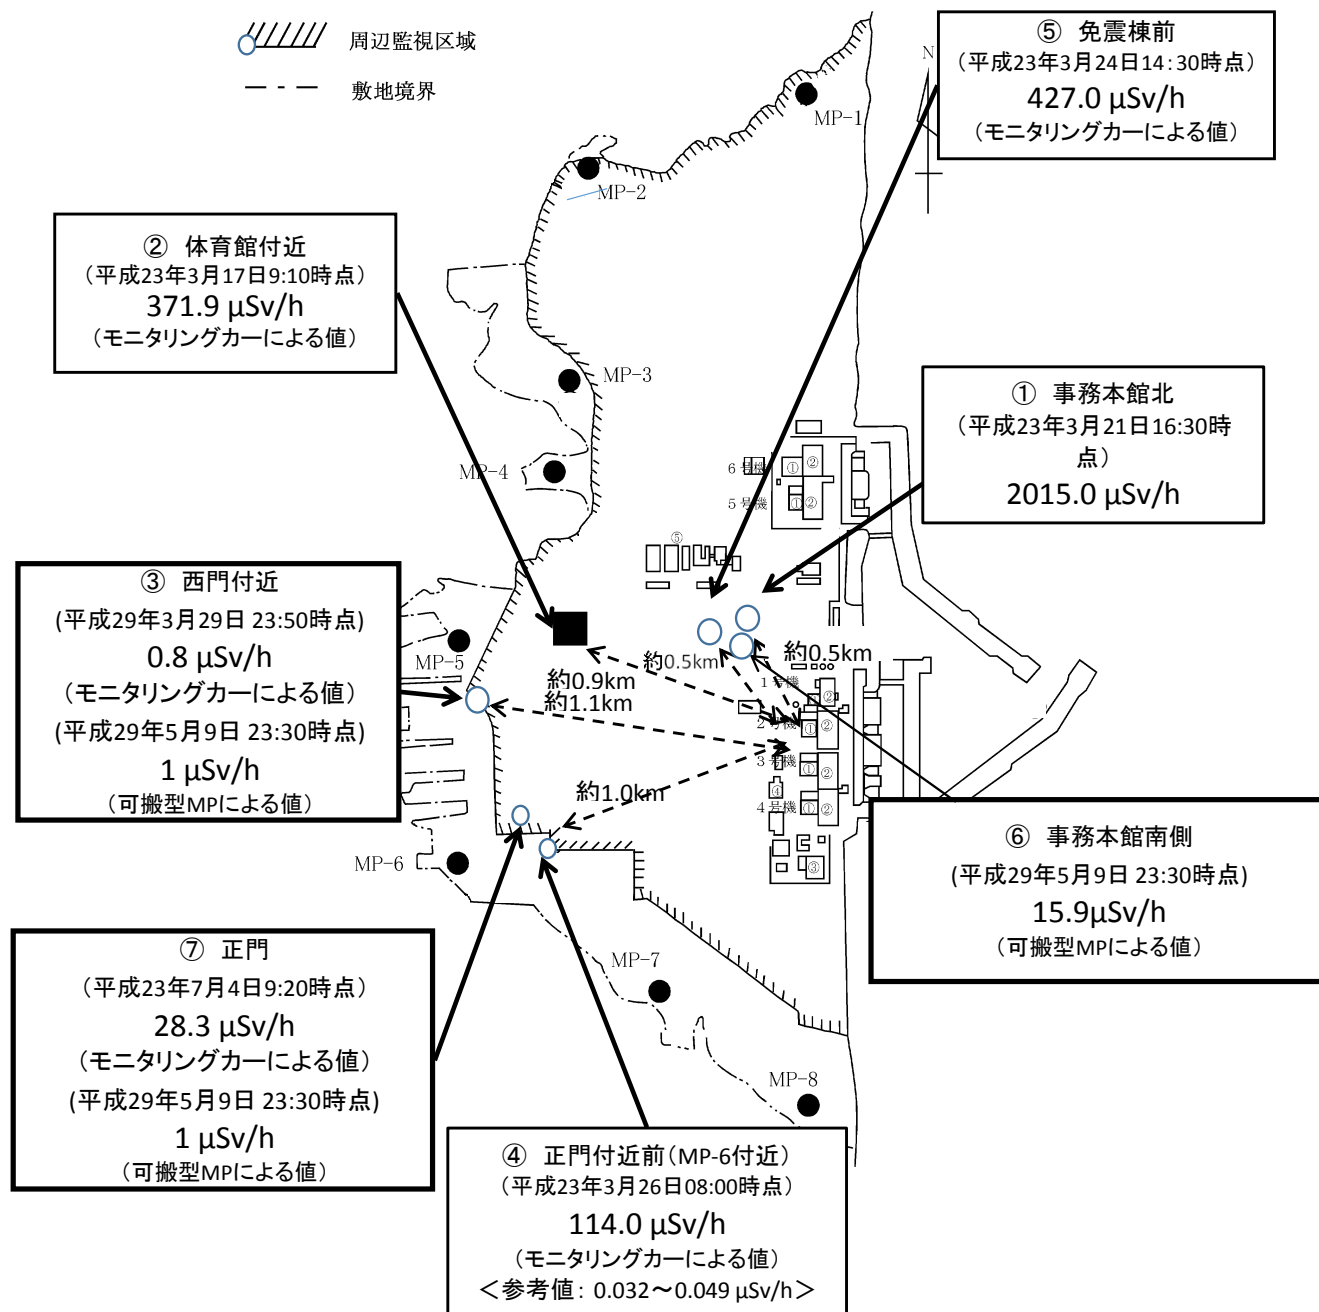 周辺監視区域
敷地境界
⑤ 免震棟前
(平成23年3月24日14:30時点)
427.0 μSv/h
(モニタリングカーによる値)
N
MP-1
MP-2
② 体育館付近
(平成23年3月17日9:10時点)
371.9 μSv/h
(モニタリングカーによる値)
MP-3
① 事務本館北
(平成23年3月21日16:30時
点)
2015.0 μSv/h
MP-4
6号機
①
②
5号機
①
②
⑤
③ 西門付近
(平成29年3月29日 23:50時点)
0.8 μSv/h
(モニタリングカーによる値)
(平成29年5月9日 23:30時点)
1 μSv/h
(可搬型MPによる値)
MP-5
約0.5km
約0.5km
約0.9km
約1.1km
1号機
②
2号機
①
②
3号機
①
②
④
約1.0km
4号機
①
②
③
MP-6
⑥ 事務本館南側
(平成29年5月9日 23:30時点)
15.9μSv/h
(可搬型MPによる値)
⑦ 正門
(平成23年7月4日9:20時点)
28.3 μSv/h
(モニタリングカーによる値)
(平成29年5月9日 23:30時点)
1 μSv/h
(可搬型MPによる値)
MP-7
MP-8
④ 正門付近前(MP-6付近)
(平成23年3月26日08:00時点)
114.0 μSv/h
(モニタリングカーによる値)
<参考値: 0.032~0.049 μSv/h>